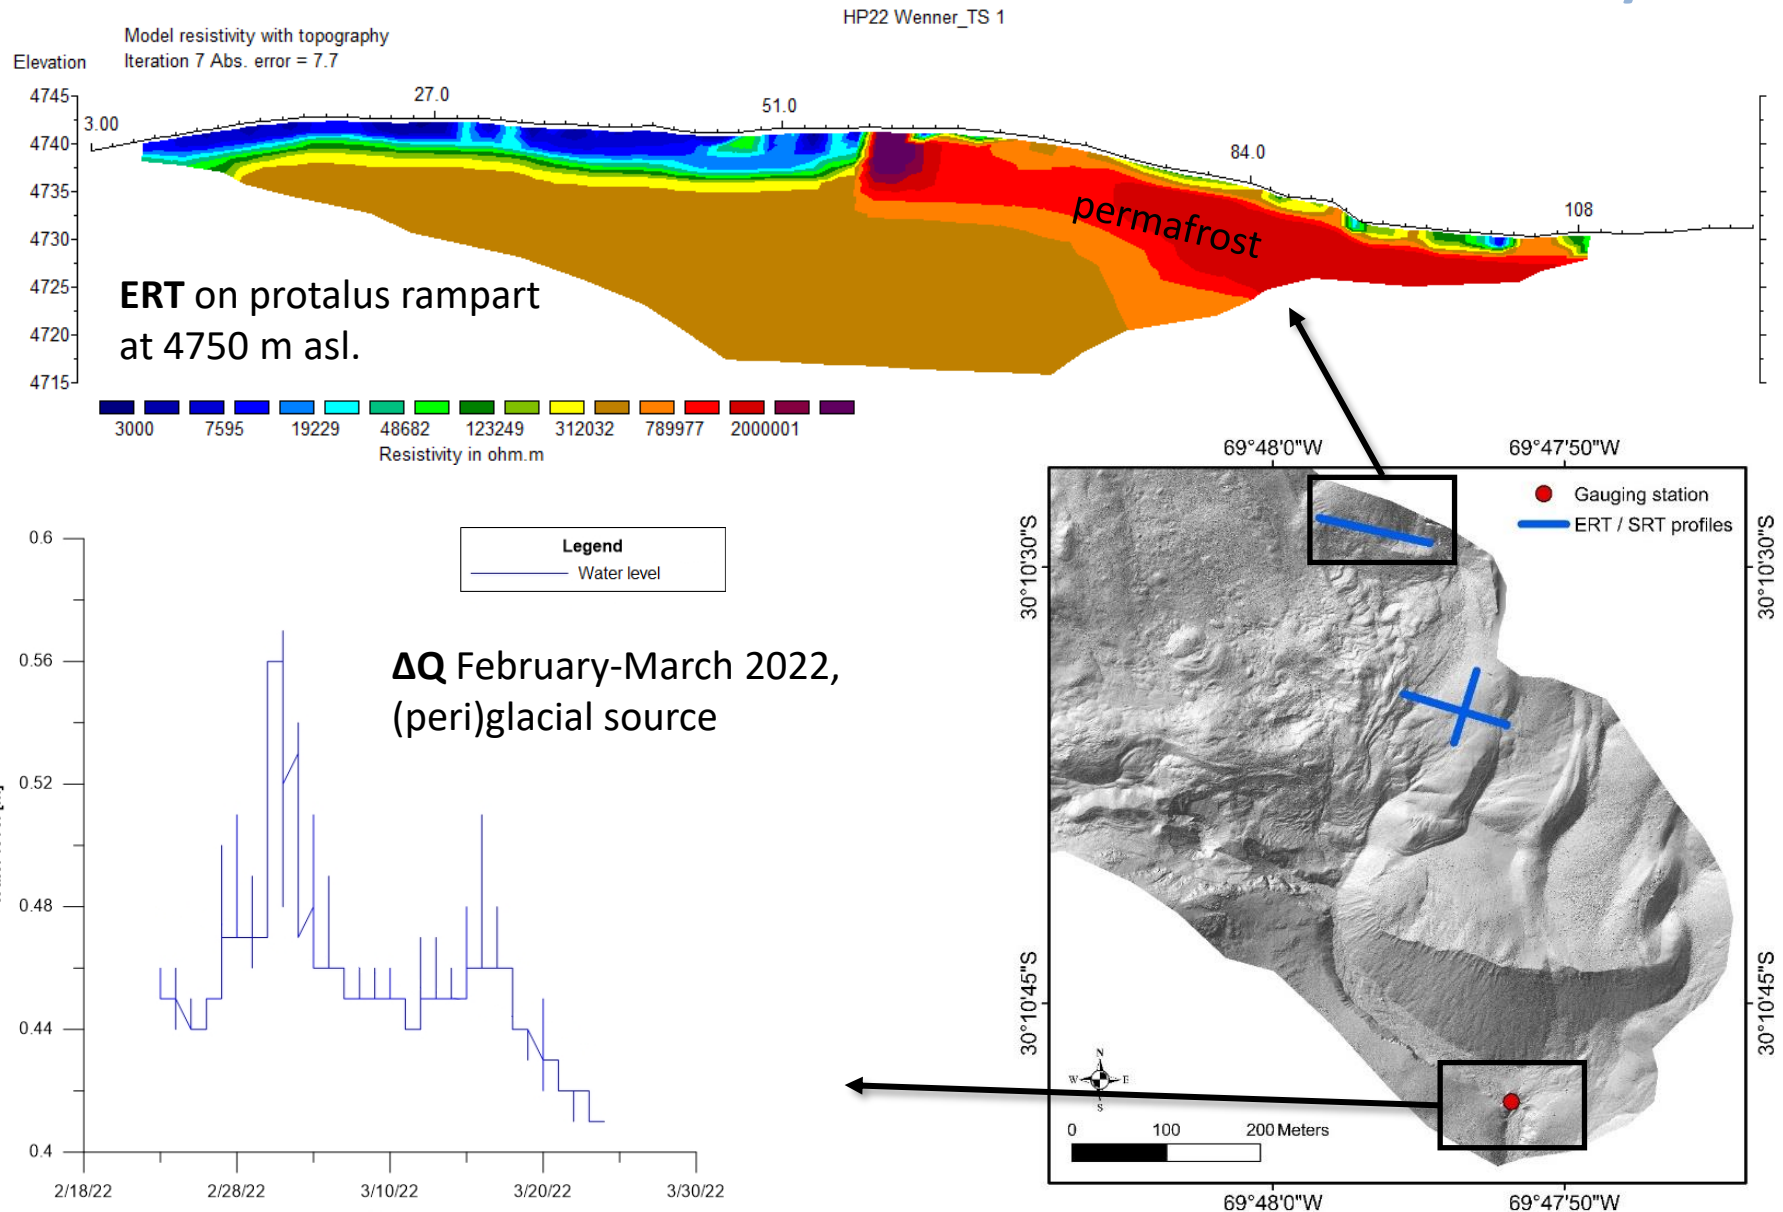 HP22 Wenner_TS 1
Model resistivity with topography
Elevation Iteration 7 Abs. error = 7.7
4745
4740
4735
4730
4725
4720
4715
3.00
27.0
51.0
84.0
108
permafrost
ERT on protalus rampart
at 4750 m asl.
3000 7595 19229 48682 123249 312032 789977 2000001
Resistivity in ohm.m
0.6
0.56
0.52
0.48
0.44
0.4
2/18/22 2/28/22 3/10/22 3/20/22 3/30/22
Legend
Water level
ΔQ February-March 2022,
(peri)glacial source
69°48'0"W 69°47'50"W
Gauging station
ERT / SRT profiles
30°10'30"S 30°10'30"S
30°10'45"S 30°10'45"S
N
W E
S
0 100 200 Meters
69°48'0"W 69°47'50"W